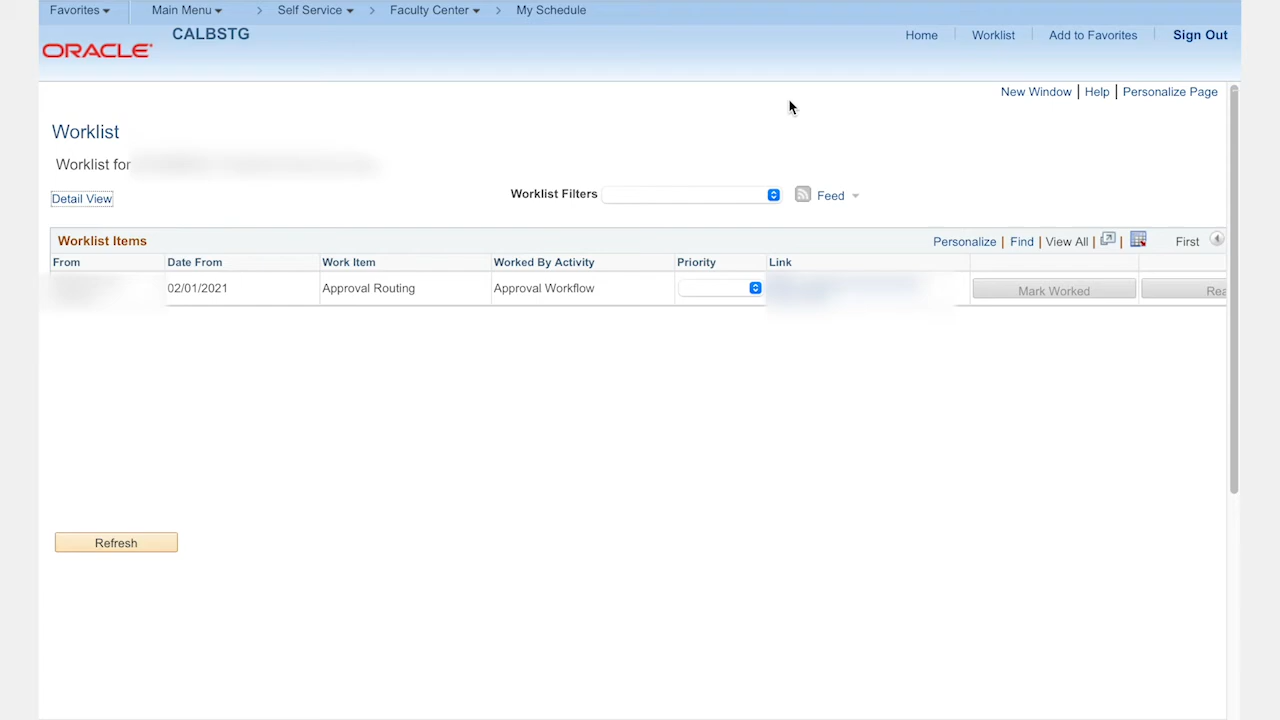 Favorites Main Menu > Self Service > Faculty Center > My Schedule
ORACLE CALBSTG Home Worklist Add to Favorites Sign Out
New Window | Help | Personalize Page
Worklist
Worklist for
Detail View Worklist Filters Feed
Worklist Items Personalize | Find | View All | | First
From Date From Work Item Worked By Activity Priority Link
02/01/2021 Approval Routing Approval Workflow Mark Worked Rea
Refresh